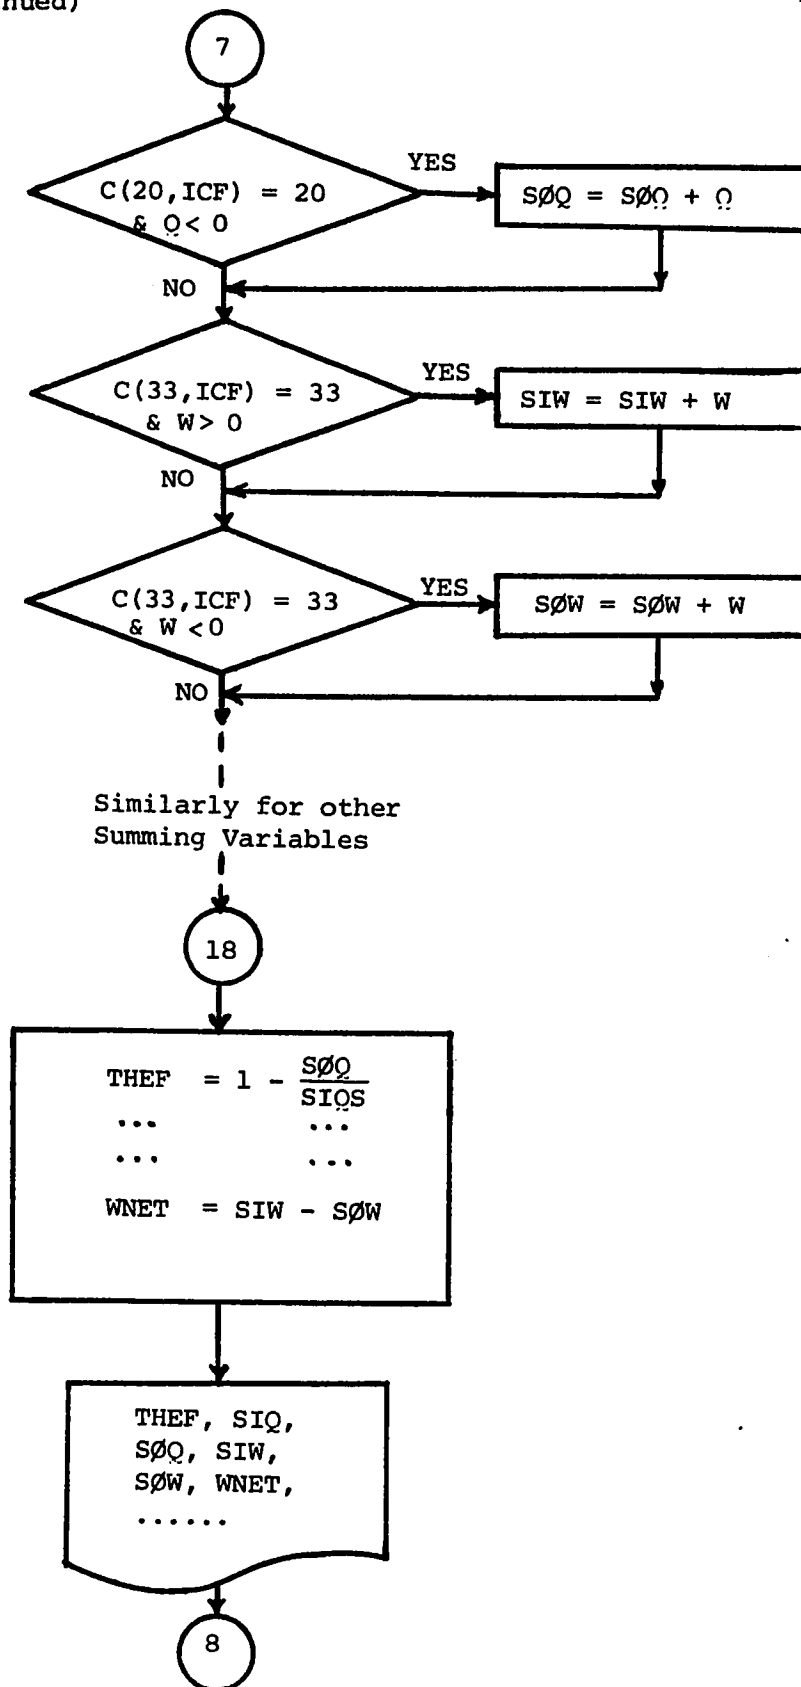 nued)
7
C(20,ICF) = 20
& Q< 0
YES
SØQ = SØQ + Q
NO
C(33,ICF) = 33
& W> 0
YES
SIW = SIW + W
NO
C(33,ICF) = 33
& W <0
YES
SØW = SØW + W
NO
Similarly for other
Summing Variables
18
THEF = 1 - SØQ
SIQS
... ...
... ...
WNET = SIW - SØW
THEF, SIQ,
SØQ, SIW,
SØW, WNET,
......
8